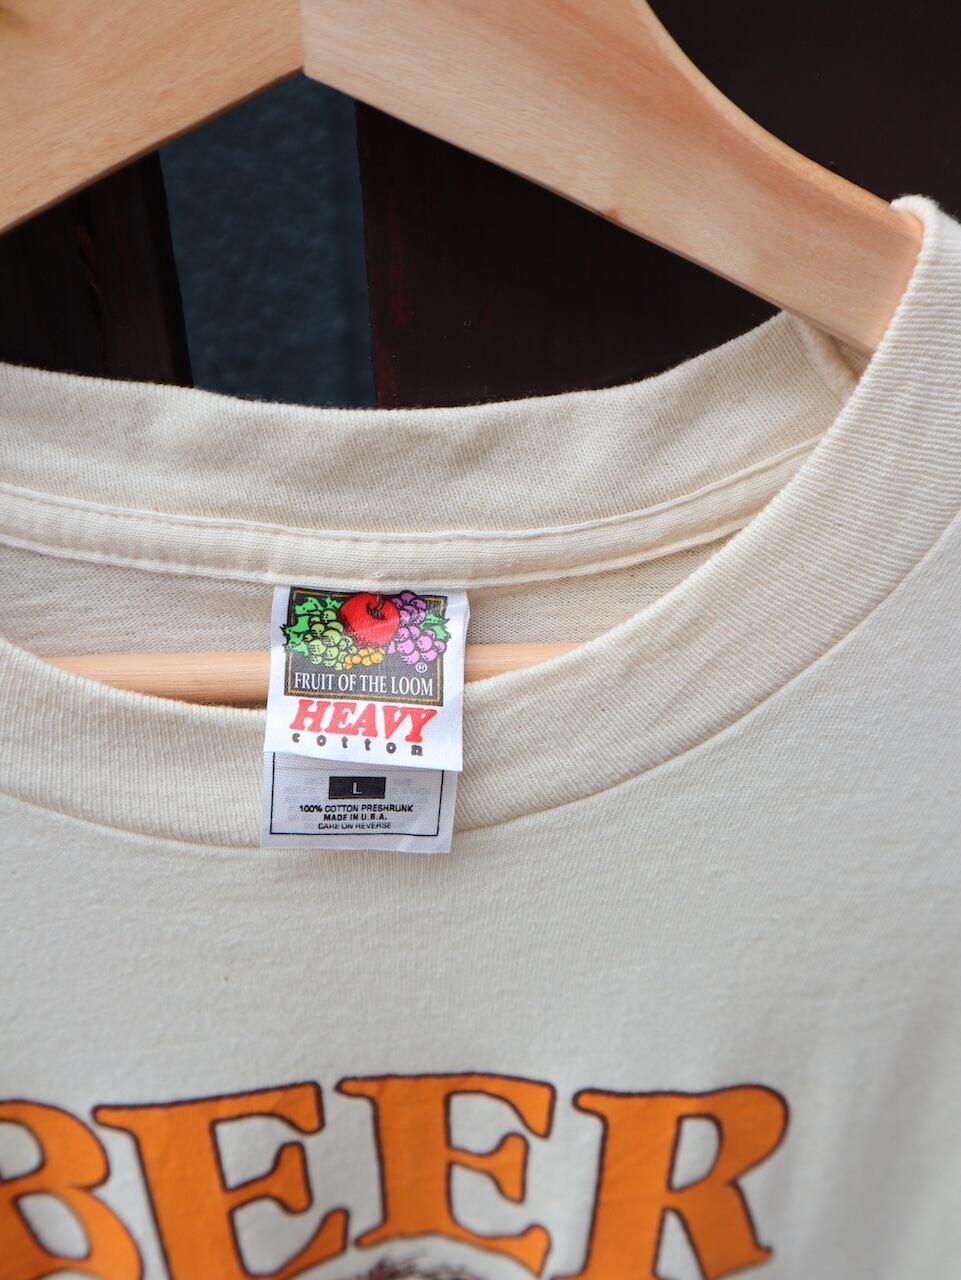 ®
FRUIT OF THE LOOM
HEAVY
cotton
L
100% COTTON PRESHRUNK
MADE IN U.S.A.
CARE ON REVERSE
BEER